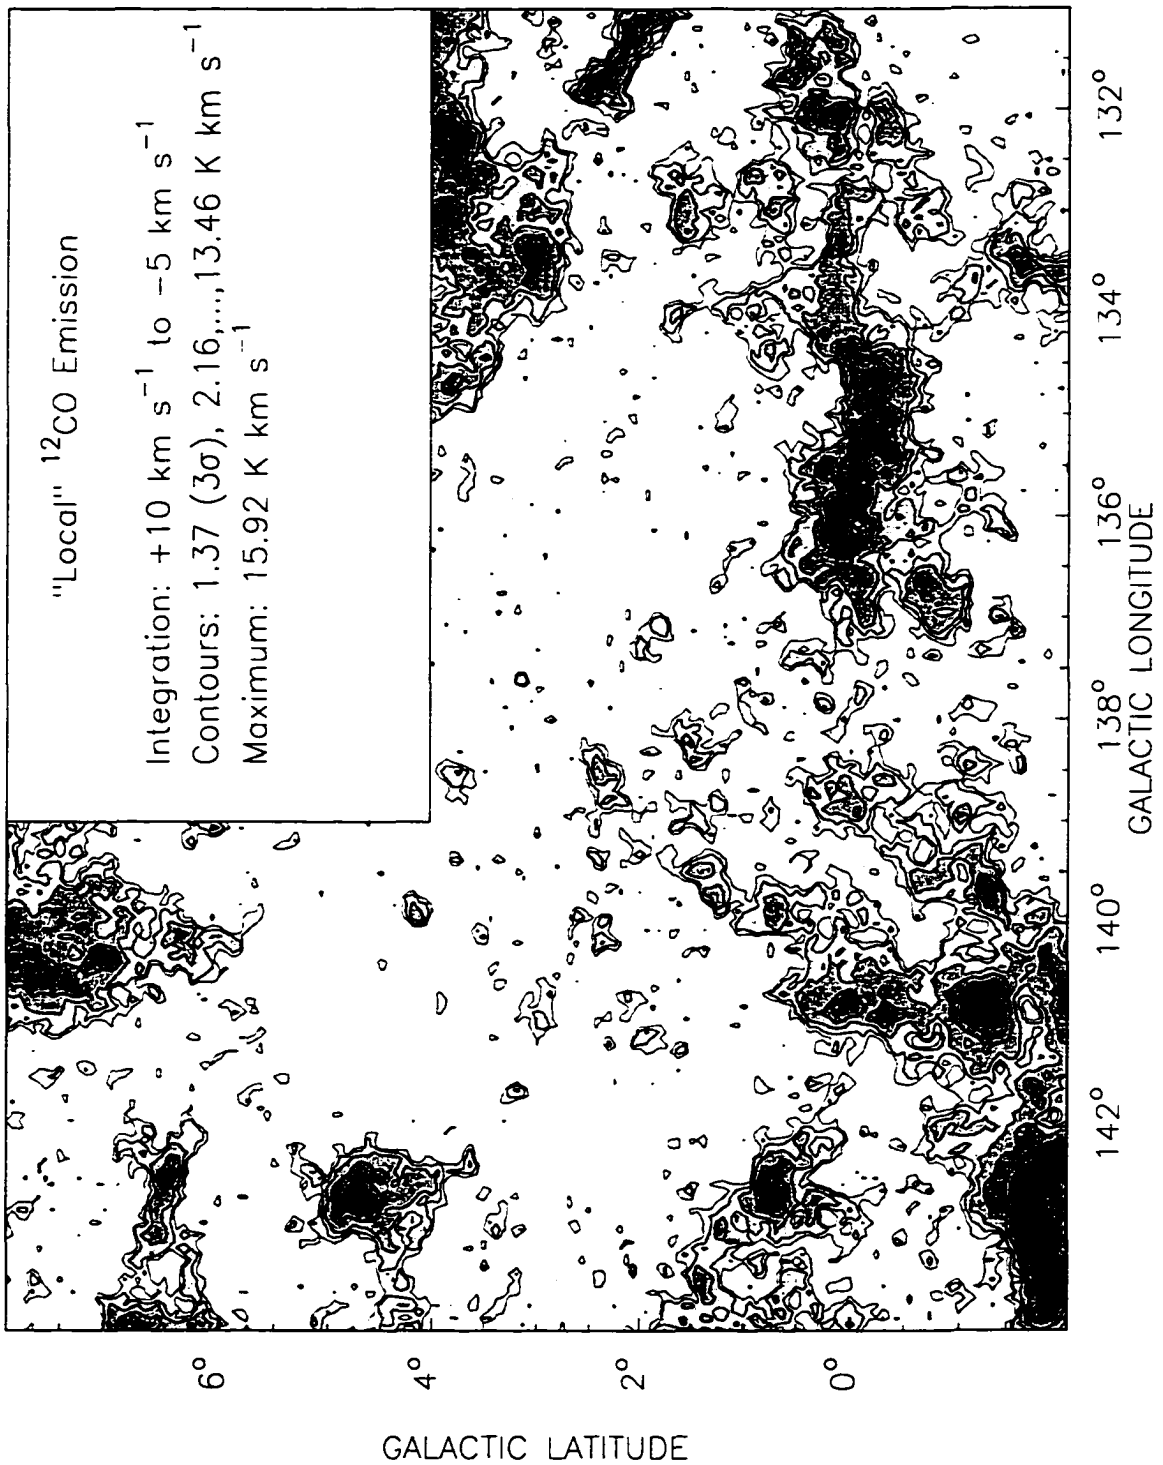 "Local" ¹²CO Emission
Integration: +10 km s⁻¹ to −5 km s⁻¹
Contours: 1.37 (3σ), 2.16,...,13.46 K km s⁻¹
Maximum: 15.92 K km s⁻¹
6°
4°
2°
0°
GALACTIC LATITUDE
142°
140°
138°
136°
134°
132°
GALACTIC LONGITUDE